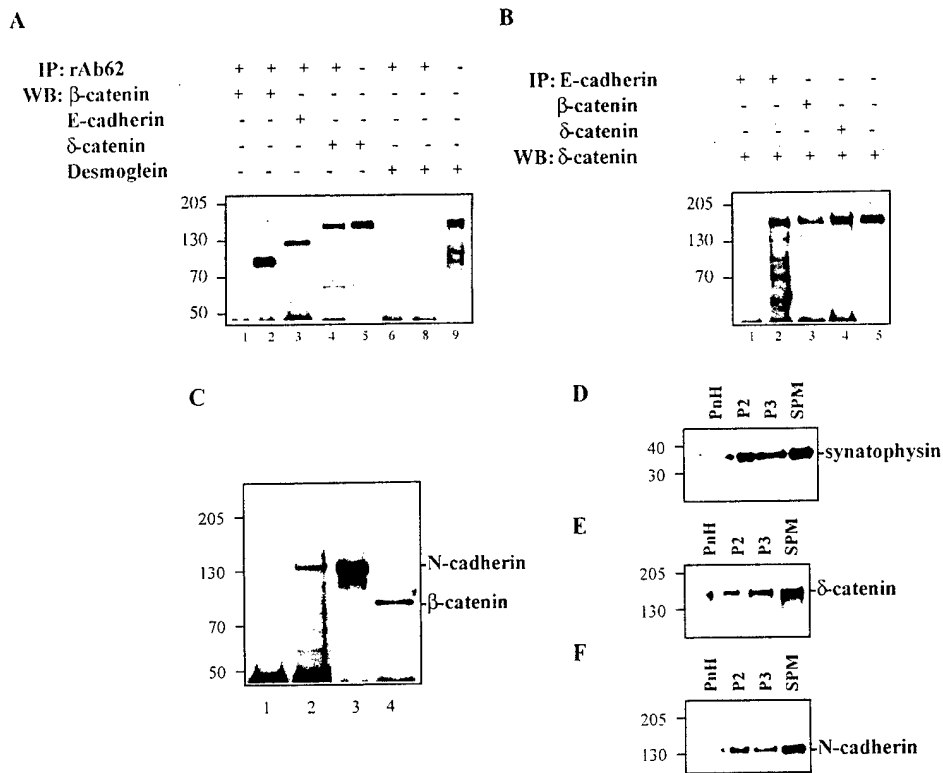 A
IP: rAb62 + + + + - + + -
WB: β-catenin + + - - - - - -
E-cadherin - - + - - - - -
δ-catenin - - - + + - - -
Desmoglein - - - - - + + +
205
130
70
50
1 2 3 4 5 6 8 9
B
IP: E-cadherin + + - - -
β-catenin - - + - -
δ-catenin - - - + -
WB: δ-catenin + + + + +
205
130
70
1 2 3 4 5
C
205
130
70
50
N-cadherin
β-catenin
1 2 3 4
D
PnH P2 P3 SPM
40
30
-synatophysin
E
PnH P2 P3 SPM
205
130
-δ-catenin
F
PnH P2 P3 SPM
205
130
-N-cadherin